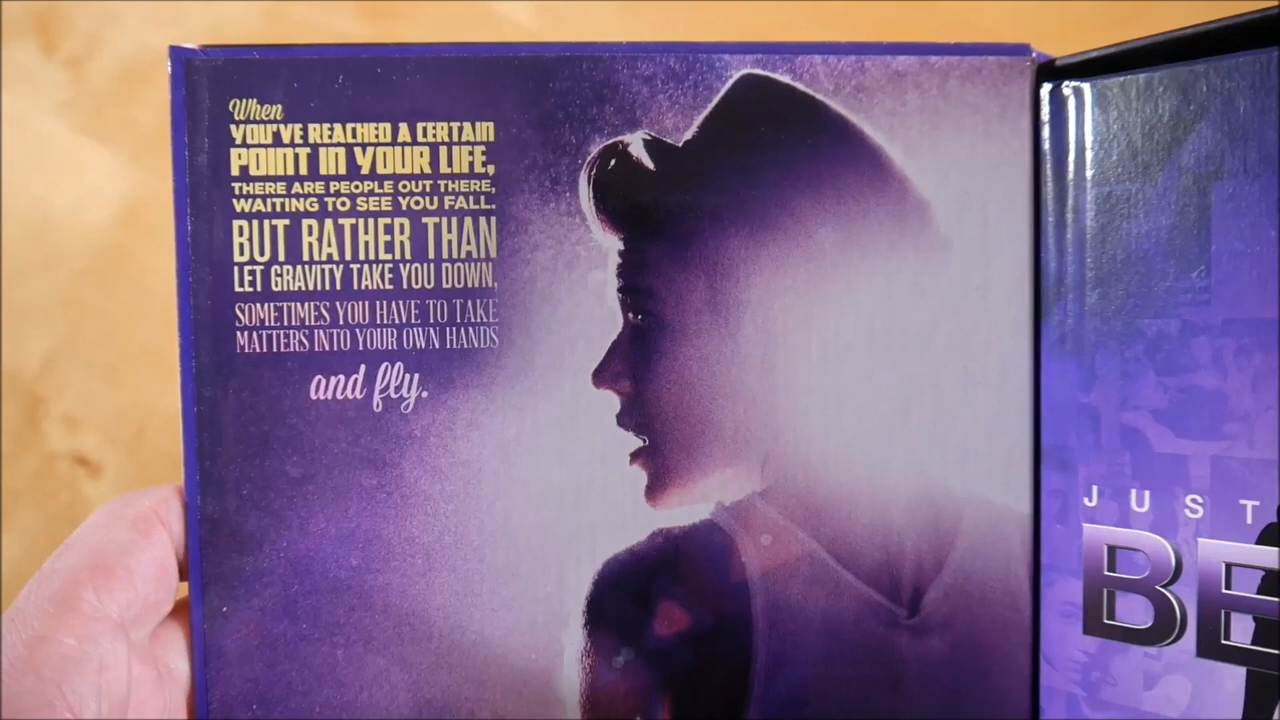 When
YOU'VE REACHED A CERTAIN
POINT IN YOUR LIFE,
THERE ARE PEOPLE OUT THERE,
WAITING TO SEE YOU FALL.
BUT RATHER THAN
LET GRAVITY TAKE YOU DOWN,
SOMETIMES YOU HAVE TO TAKE
MATTERS INTO YOUR OWN HANDS
and fly.
JUST
BE